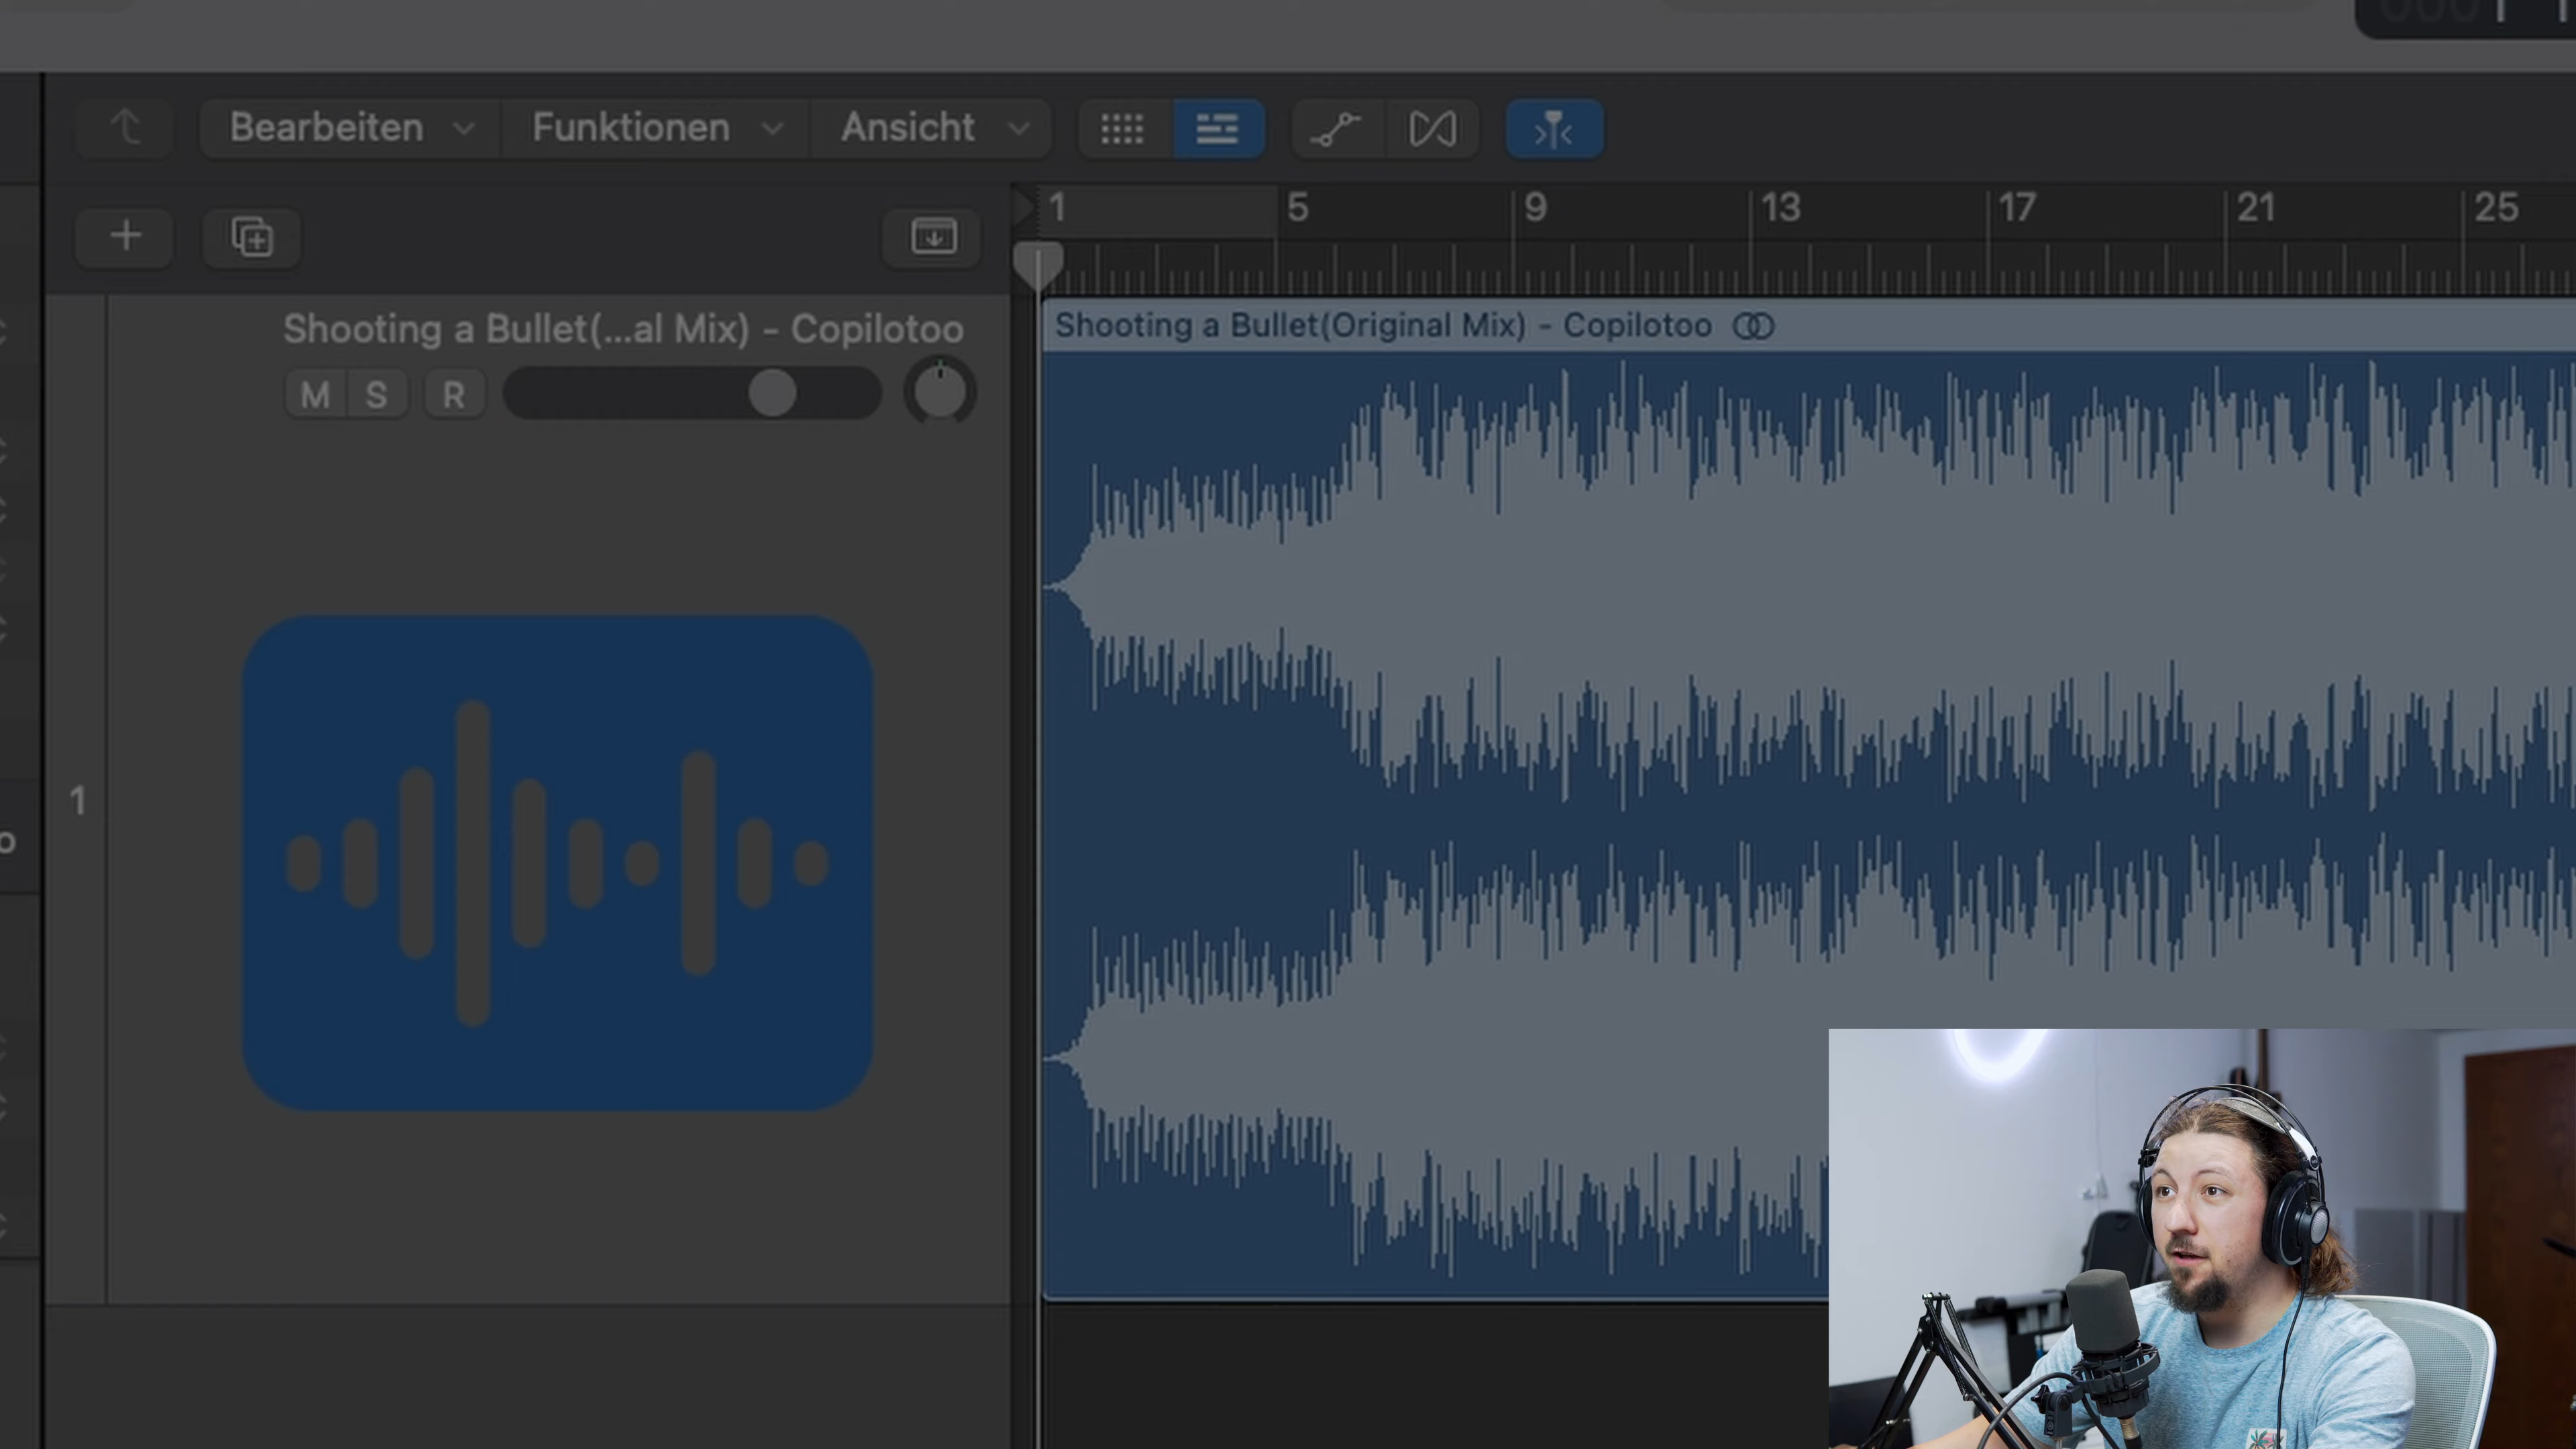 Bearbeiten Funktionen Ansicht
1 5 9 13 17 21 25
Shooting a Bullet(...al Mix) - Copilotoo
M S R
Shooting a Bullet(Original Mix) - Copilotoo
1